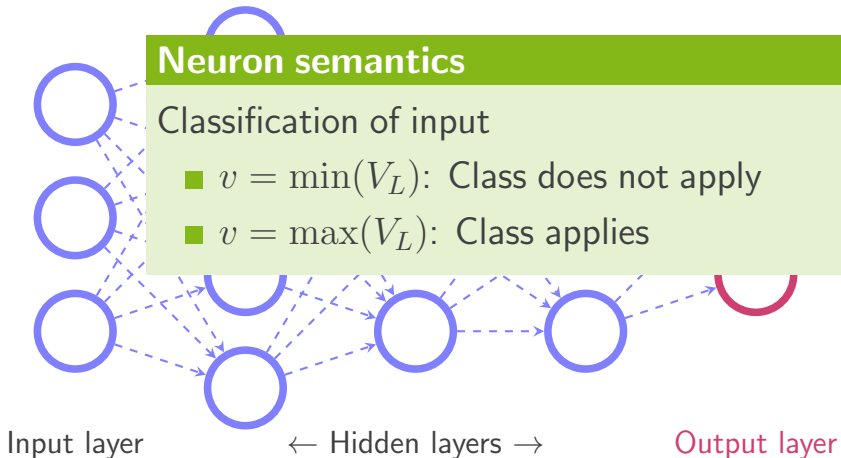 Neuron semantics
Classification of input
■ v = min(V_L): Class does not apply
■ v = max(V_L): Class applies
Input layer
← Hidden layers →
Output layer